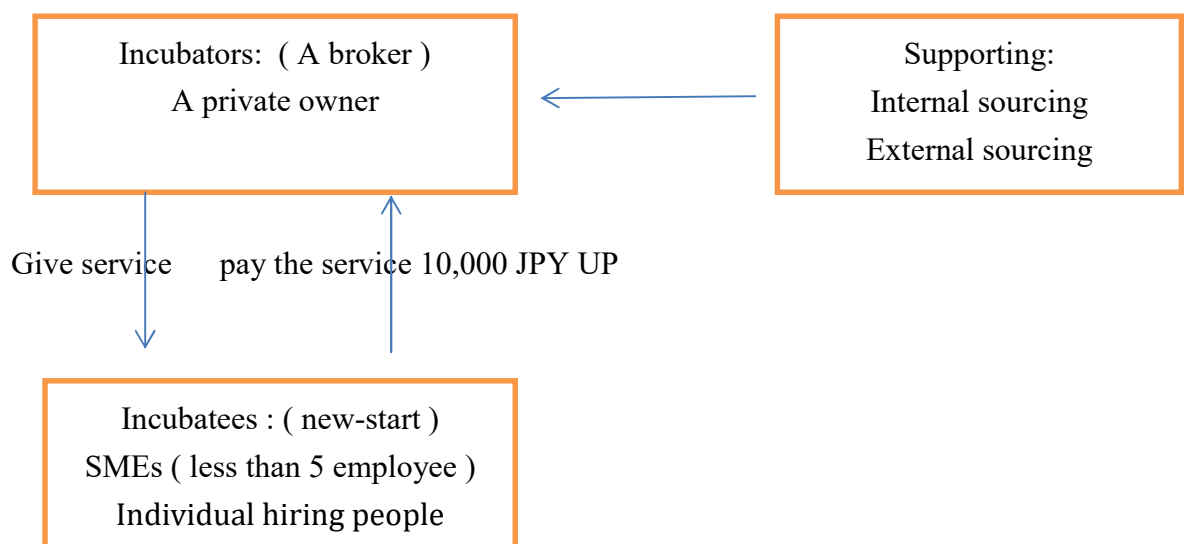 Incubators: ( A broker )
A private owner
Supporting:
Internal sourcing
External sourcing
Give service
pay the service 10,000 JPY UP
Incubatees : ( new-start )
SMEs ( less than 5 employee )
Individual hiring people